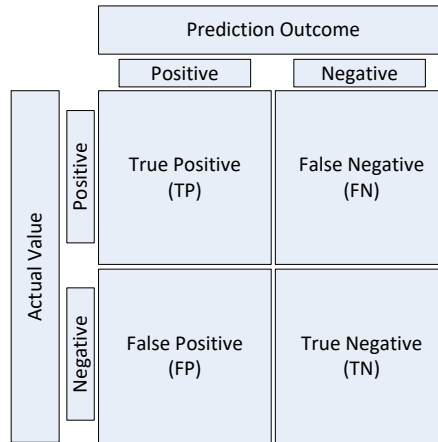 Prediction Outcome
Positive
Negative
Actual Value
Positive
True Positive
(TP)
False Negative
(FN)
Negative
False Positive
(FP)
True Negative
(TN)